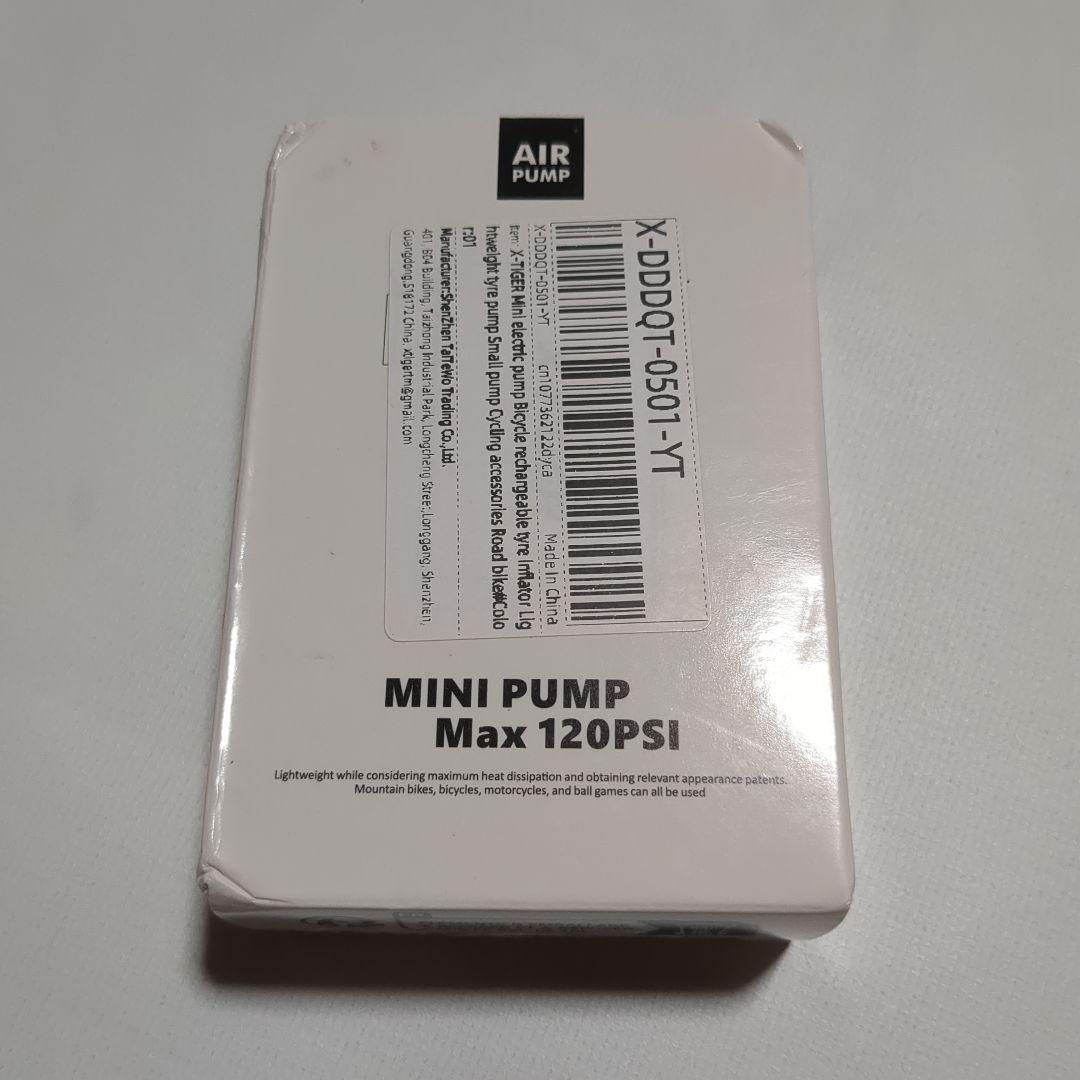 AIR
PUMP
X-DDDQT-0501-YT
X-DDDQT-0501-YT cn1077362122dyca Made In China
Item: X-TIGER Mini electric pump Bicycle rechargeable tyre Inflator Lig
htweight tyre pump Small pump Cycling accessories Road bike#Colo
r:01
Manufacturer:ShenZhen TaiTeWo Trading Co.,Ltd.
401, B04 Building, Taizhong Industrial Park, Longcheng Street,Longgang, Shenzhen,
Guangdong,518172 China, xtigertm@gmail.com
MINI PUMP
Max 120PSI
Lightweight while considering maximum heat dissipation and obtaining relevant appearance patents.
Mountain bikes, bicycles, motorcycles, and ball games can all be used